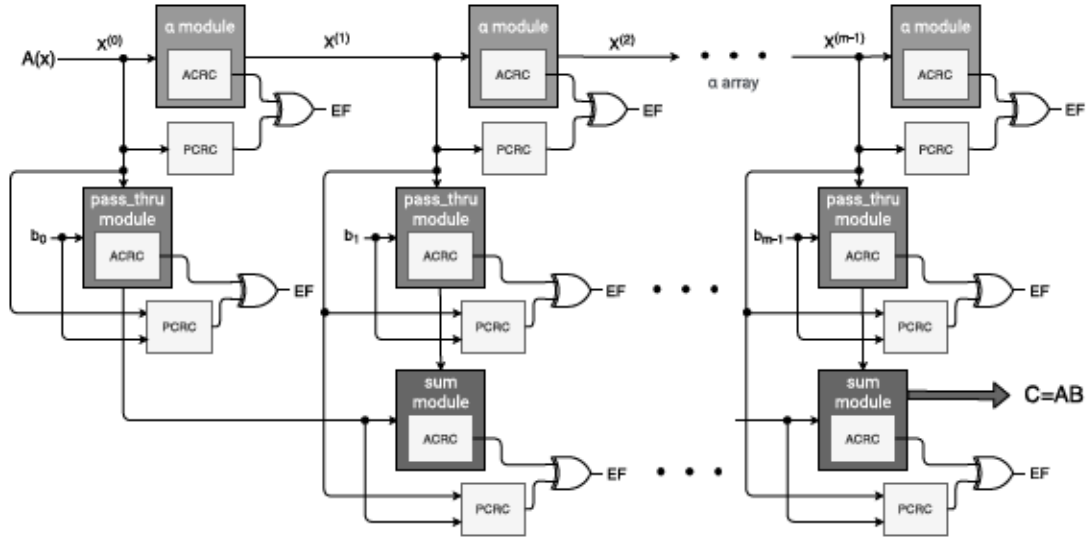 α module
α module
α module
A(x)
X(0)
X(1)
X(2)
X(m-1)
ACRC
ACRC
ACRC
EF
EF
EF
α array
PCRC
PCRC
PCRC
pass_thru
module
pass_thru
module
pass_thru
module
b0
b1
bm-1
ACRC
ACRC
ACRC
EF
EF
EF
PCRC
PCRC
PCRC
sum
module
sum
module
C=AB
ACRC
ACRC
EF
EF
PCRC
PCRC